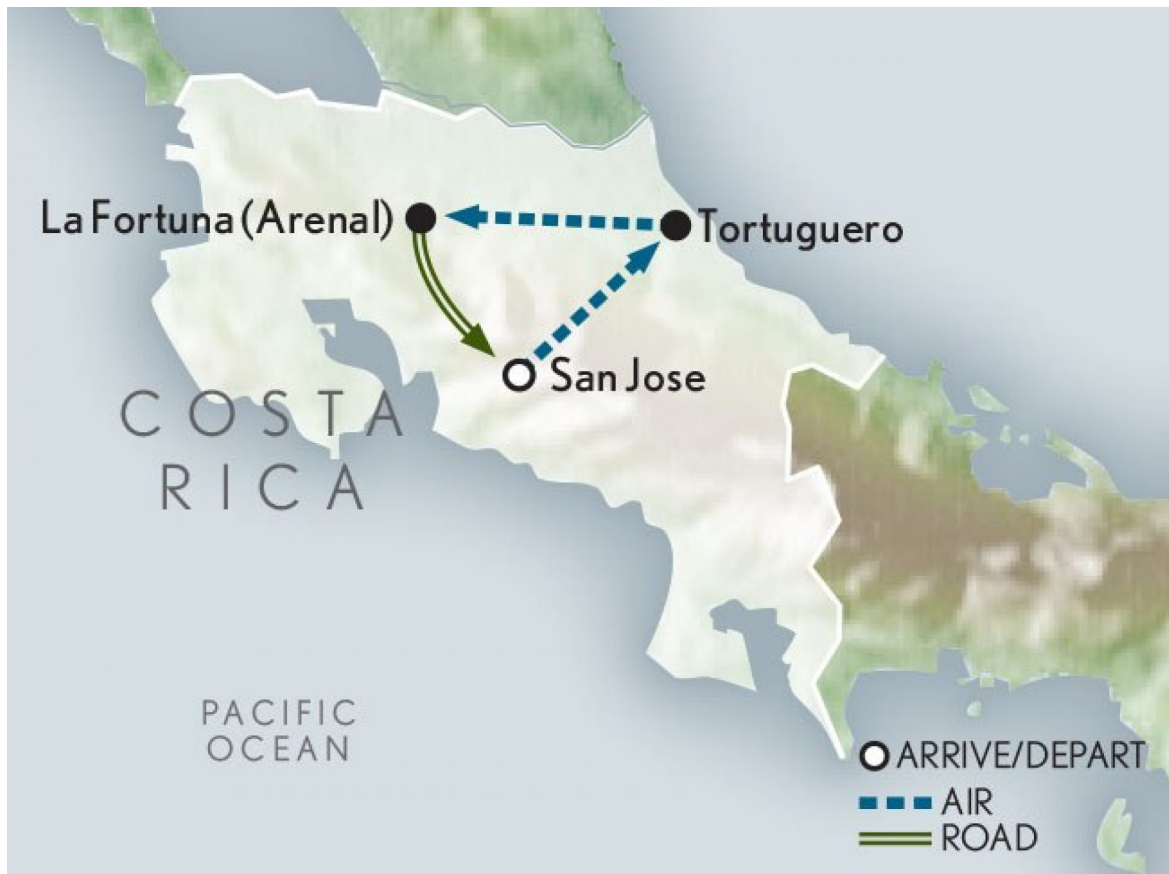 La Fortuna (Arenal)
Tortuguero
San Jose
COSTA
RICA
PACIFIC
OCEAN
ARRIVE/DEPART
AIR
ROAD